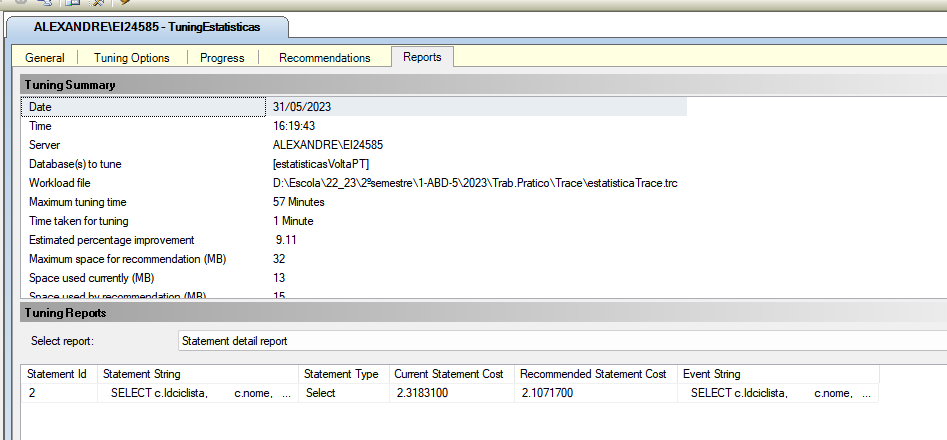 ALEXANDRE\EI24585 - TuningEstatisticas
General Tuning Options Progress Recommendations Reports
Tuning Summary
Date 31/05/2023
Time 16:19:43
Server ALEXANDRE\EI24585
Database(s) to tune [estatisticasVoltaPT]
Workload file D:\Escola\22_23\2ºsemestre\1-ABD-5\2023\Trab.Pratico\Trace\estatisticaTrace.trc
Maximum tuning time 57 Minutes
Time taken for tuning 1 Minute
Estimated percentage improvement 9.11
Maximum space for recommendation (MB) 32
Space used currently (MB) 13
Space used by recommendation (MB) 15
Tuning Reports
Select report: Statement detail report
Statement Id Statement String Statement Type Current Statement Cost Recommended Statement Cost Event String
2 SELECT c.Idciclista, c.nome, ... Select 2.3183100 2.1071700 SELECT c.Idciclista, c.nome, ...